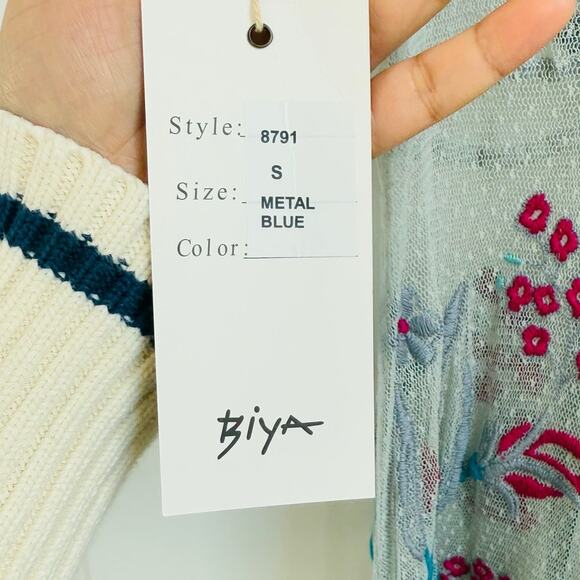 Style: 8791
Size: S
Color: METAL
BLUE
Biya